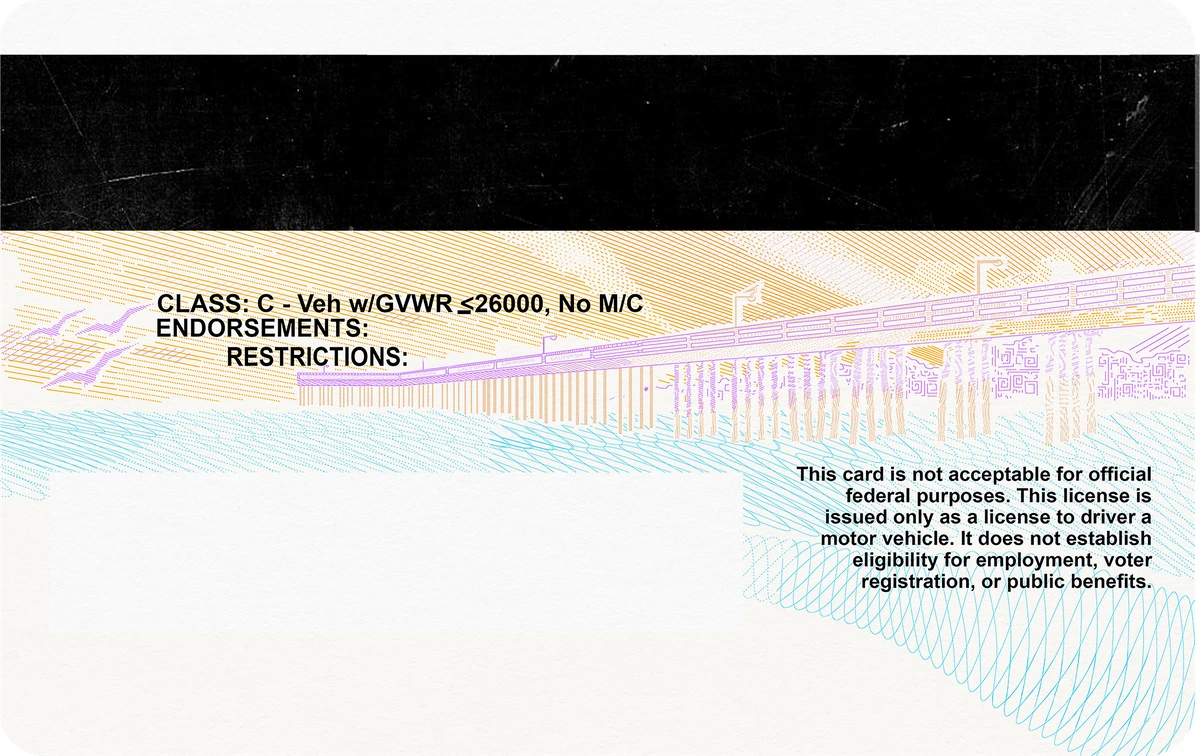 CLASS: C - Veh w/GVWR ≤26000, No M/C
ENDORSEMENTS:
RESTRICTIONS:
This card is not acceptable for official
federal purposes. This license is
issued only as a license to driver a
motor vehicle. It does not establish
eligibility for employment, voter
registration, or public benefits.